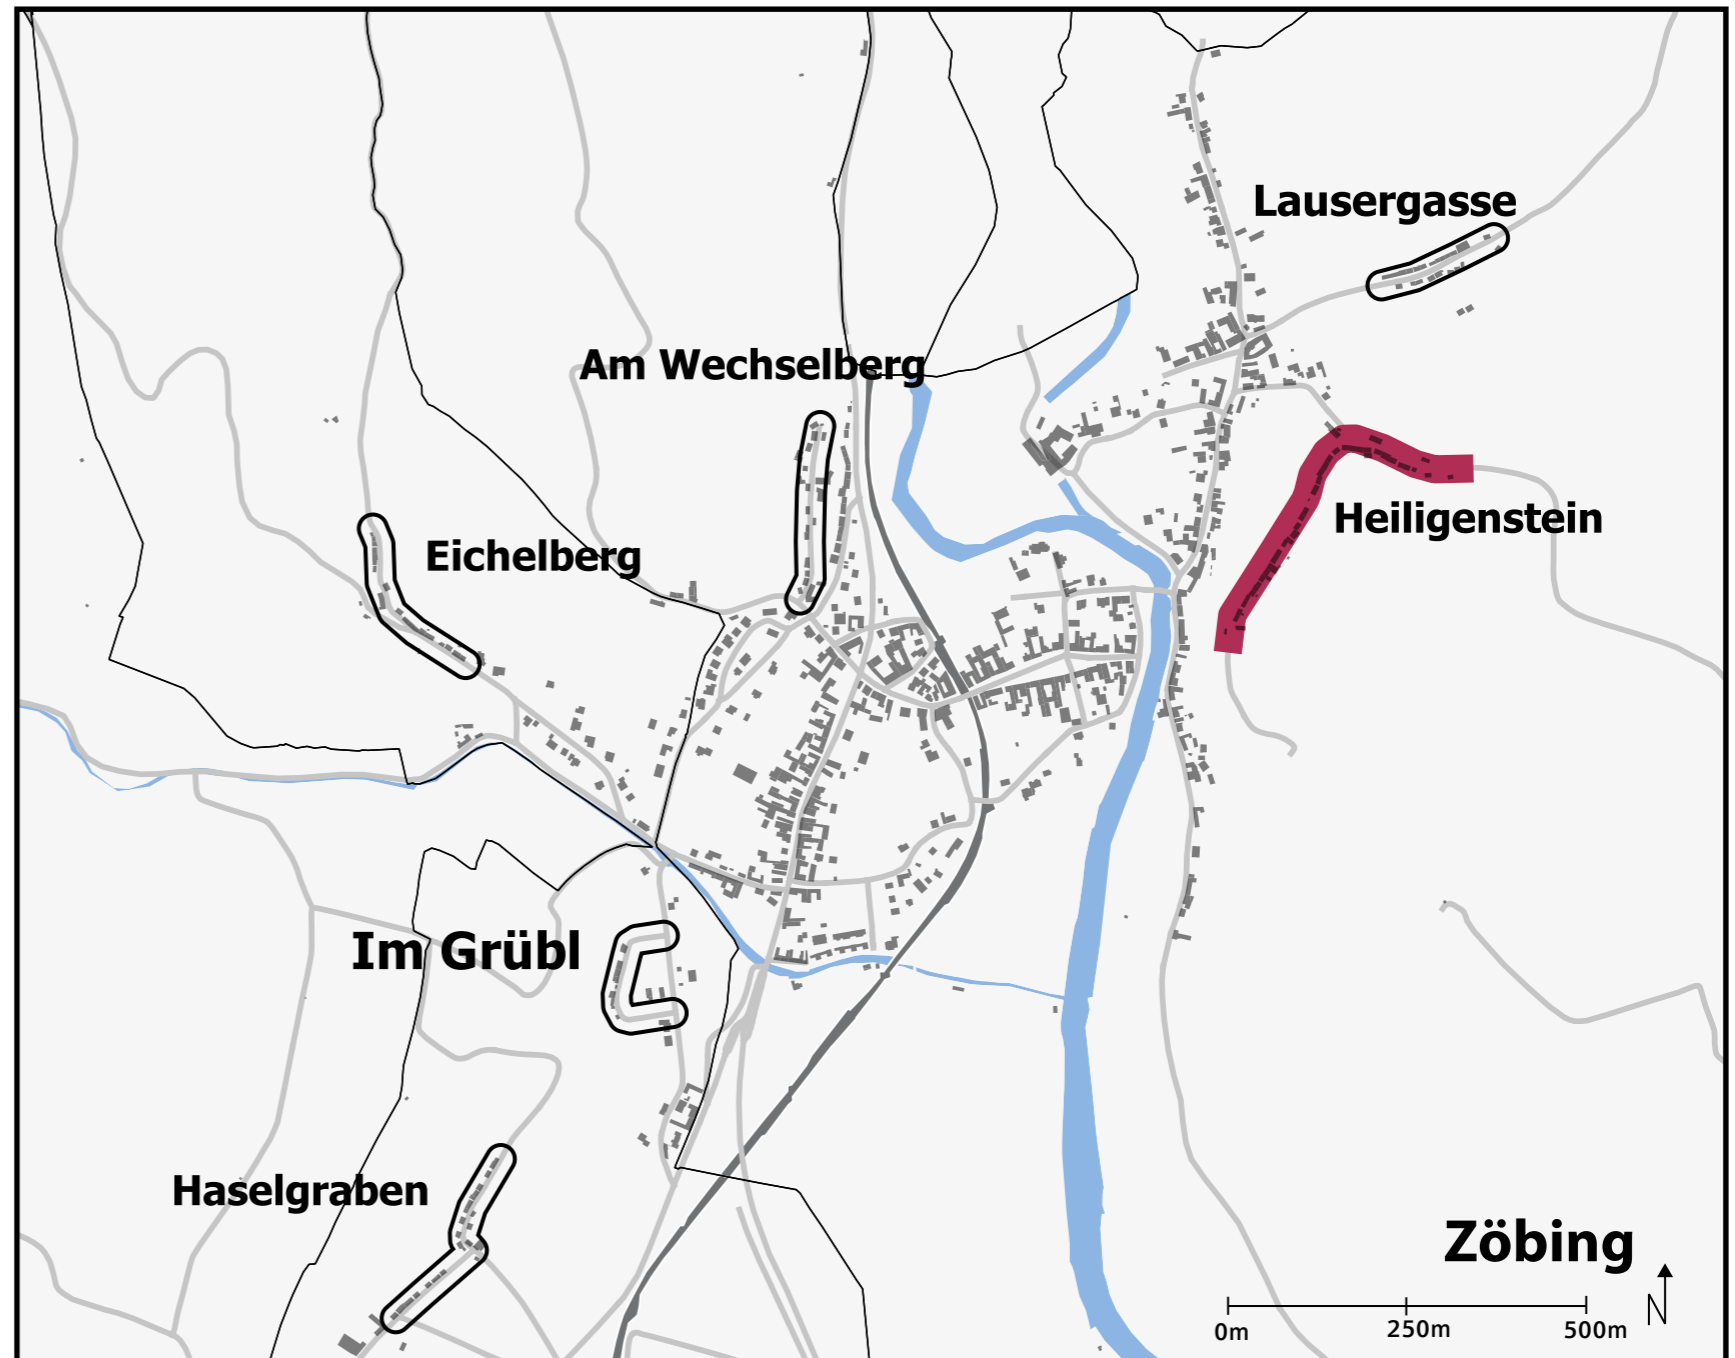 Lausergasse
Am Wechselberg
Heiligenstein
Eichelberg
Im Grübl
Haselgraben
Zöbing
N
0m 250m 500m